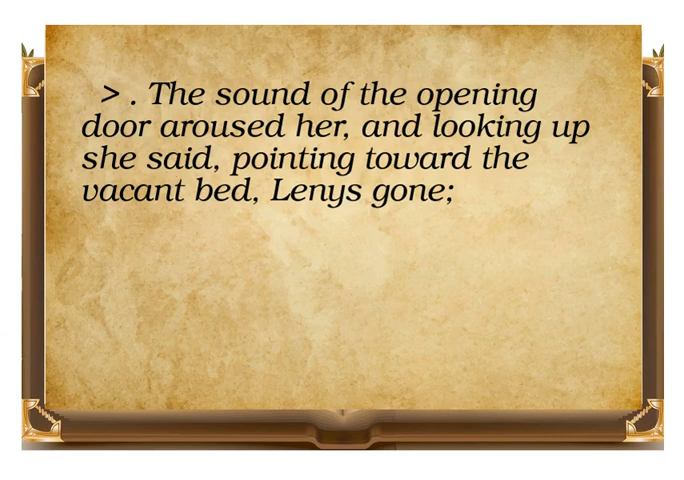 > . The sound of the opening
door aroused her, and looking up
she said, pointing toward the
vacant bed, Lenys gone;